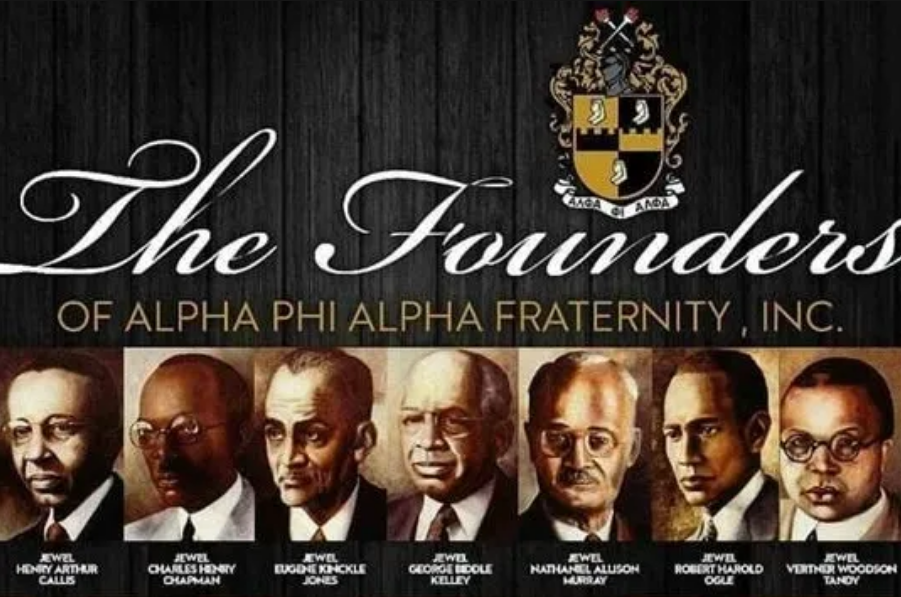 ΑΛΦΑ ΦΙ ΑΛΦΑ
The Founders
OF ALPHA PHI ALPHA FRATERNITY, INC.
JEWEL
HENRY ARTHUR
CALLIS
JEWEL
CHARLES HENRY
CHAPMAN
JEWEL
EUGENE KINCKLE
JONES
JEWEL
GEORGE BIDDLE
KELLEY
JEWEL
NATHANIEL ALLISON
MURRAY
JEWEL
ROBERT HAROLD
OGLE
JEWEL
VERTNER WOODSON
TANDY